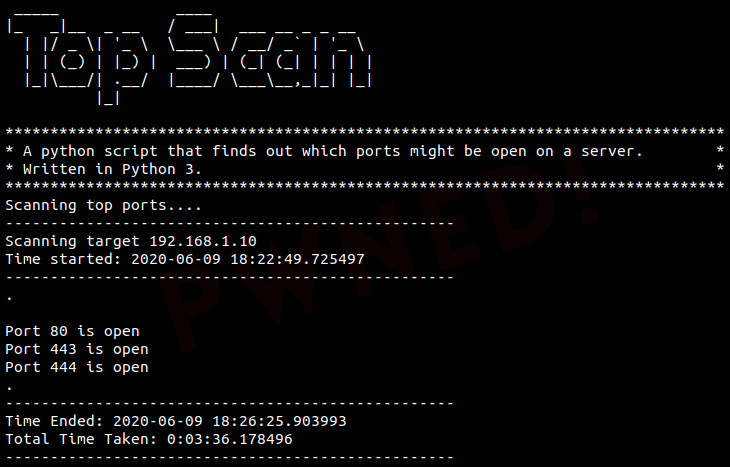 Top Scan
********************************************************************************
* A python script that finds out which ports might be open on a server.        *
* Written in Python 3.                                                         *
********************************************************************************
Scanning top ports....
--------------------------------------------------
Scanning target 192.168.1.10
Time started: 2020-06-09 18:22:49.725497
--------------------------------------------------
.
Port 80 is open
Port 443 is open
Port 444 is open
.
--------------------------------------------------
Time Ended: 2020-06-09 18:26:25.903993
Total Time Taken: 0:03:36.178496
--------------------------------------------------
PWNED!